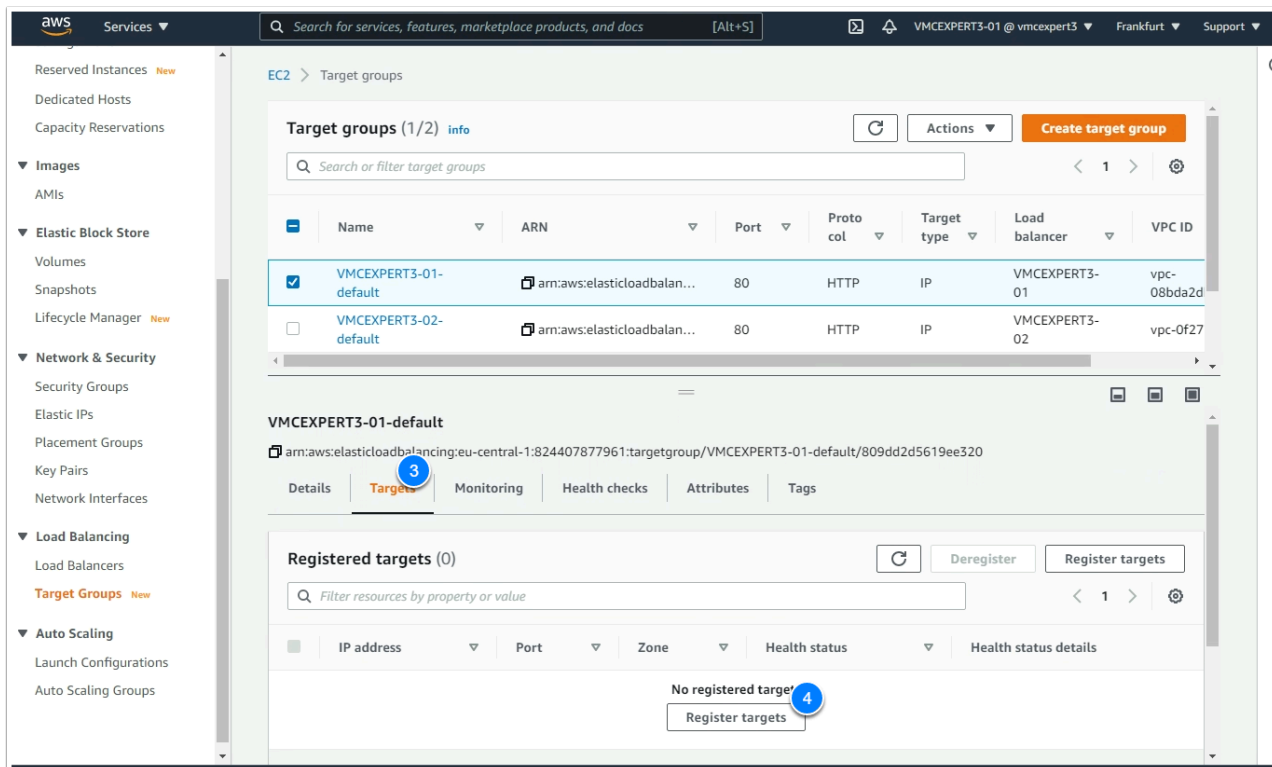 aws
Services ▼
Search for services, features, marketplace products, and docs [Alt+S]
VMCEXPERT3-01 @ vmcexpert3 ▼
Frankfurt ▼
Support ▼
Reserved Instances New
Dedicated Hosts
Capacity Reservations
Images
AMIs
Elastic Block Store
Volumes
Snapshots
Lifecycle Manager New
Network & Security
Security Groups
Elastic IPs
Placement Groups
Key Pairs
Network Interfaces
Load Balancing
Load Balancers
Target Groups New
Auto Scaling
Launch Configurations
Auto Scaling Groups
EC2 > Target groups
Target groups (1/2) info
Actions ▼
Create target group
Search or filter target groups
< 1 >
Name
ARN
Port
Proto
col
Target
type
Load
balancer
VPC ID
VMCEXPERT3-01-
default
arn:aws:elasticloadbalan...
80
HTTP
IP
VMCEXPERT3-
01
vpc-
08bda2d
VMCEXPERT3-02-
default
arn:aws:elasticloadbalan...
80
HTTP
IP
VMCEXPERT3-
02
vpc-0f27
VMCEXPERT3-01-default
arn:aws:elasticloadbalancing:eu-central-1:824407877961:targetgroup/VMCEXPERT3-01-default/809dd2d5619ee320
3
Details
Targets
Monitoring
Health checks
Attributes
Tags
Registered targets (0)
Deregister
Register targets
Filter resources by property or value
< 1 >
IP address
Port
Zone
Health status
Health status details
No registered target
4
Register targets